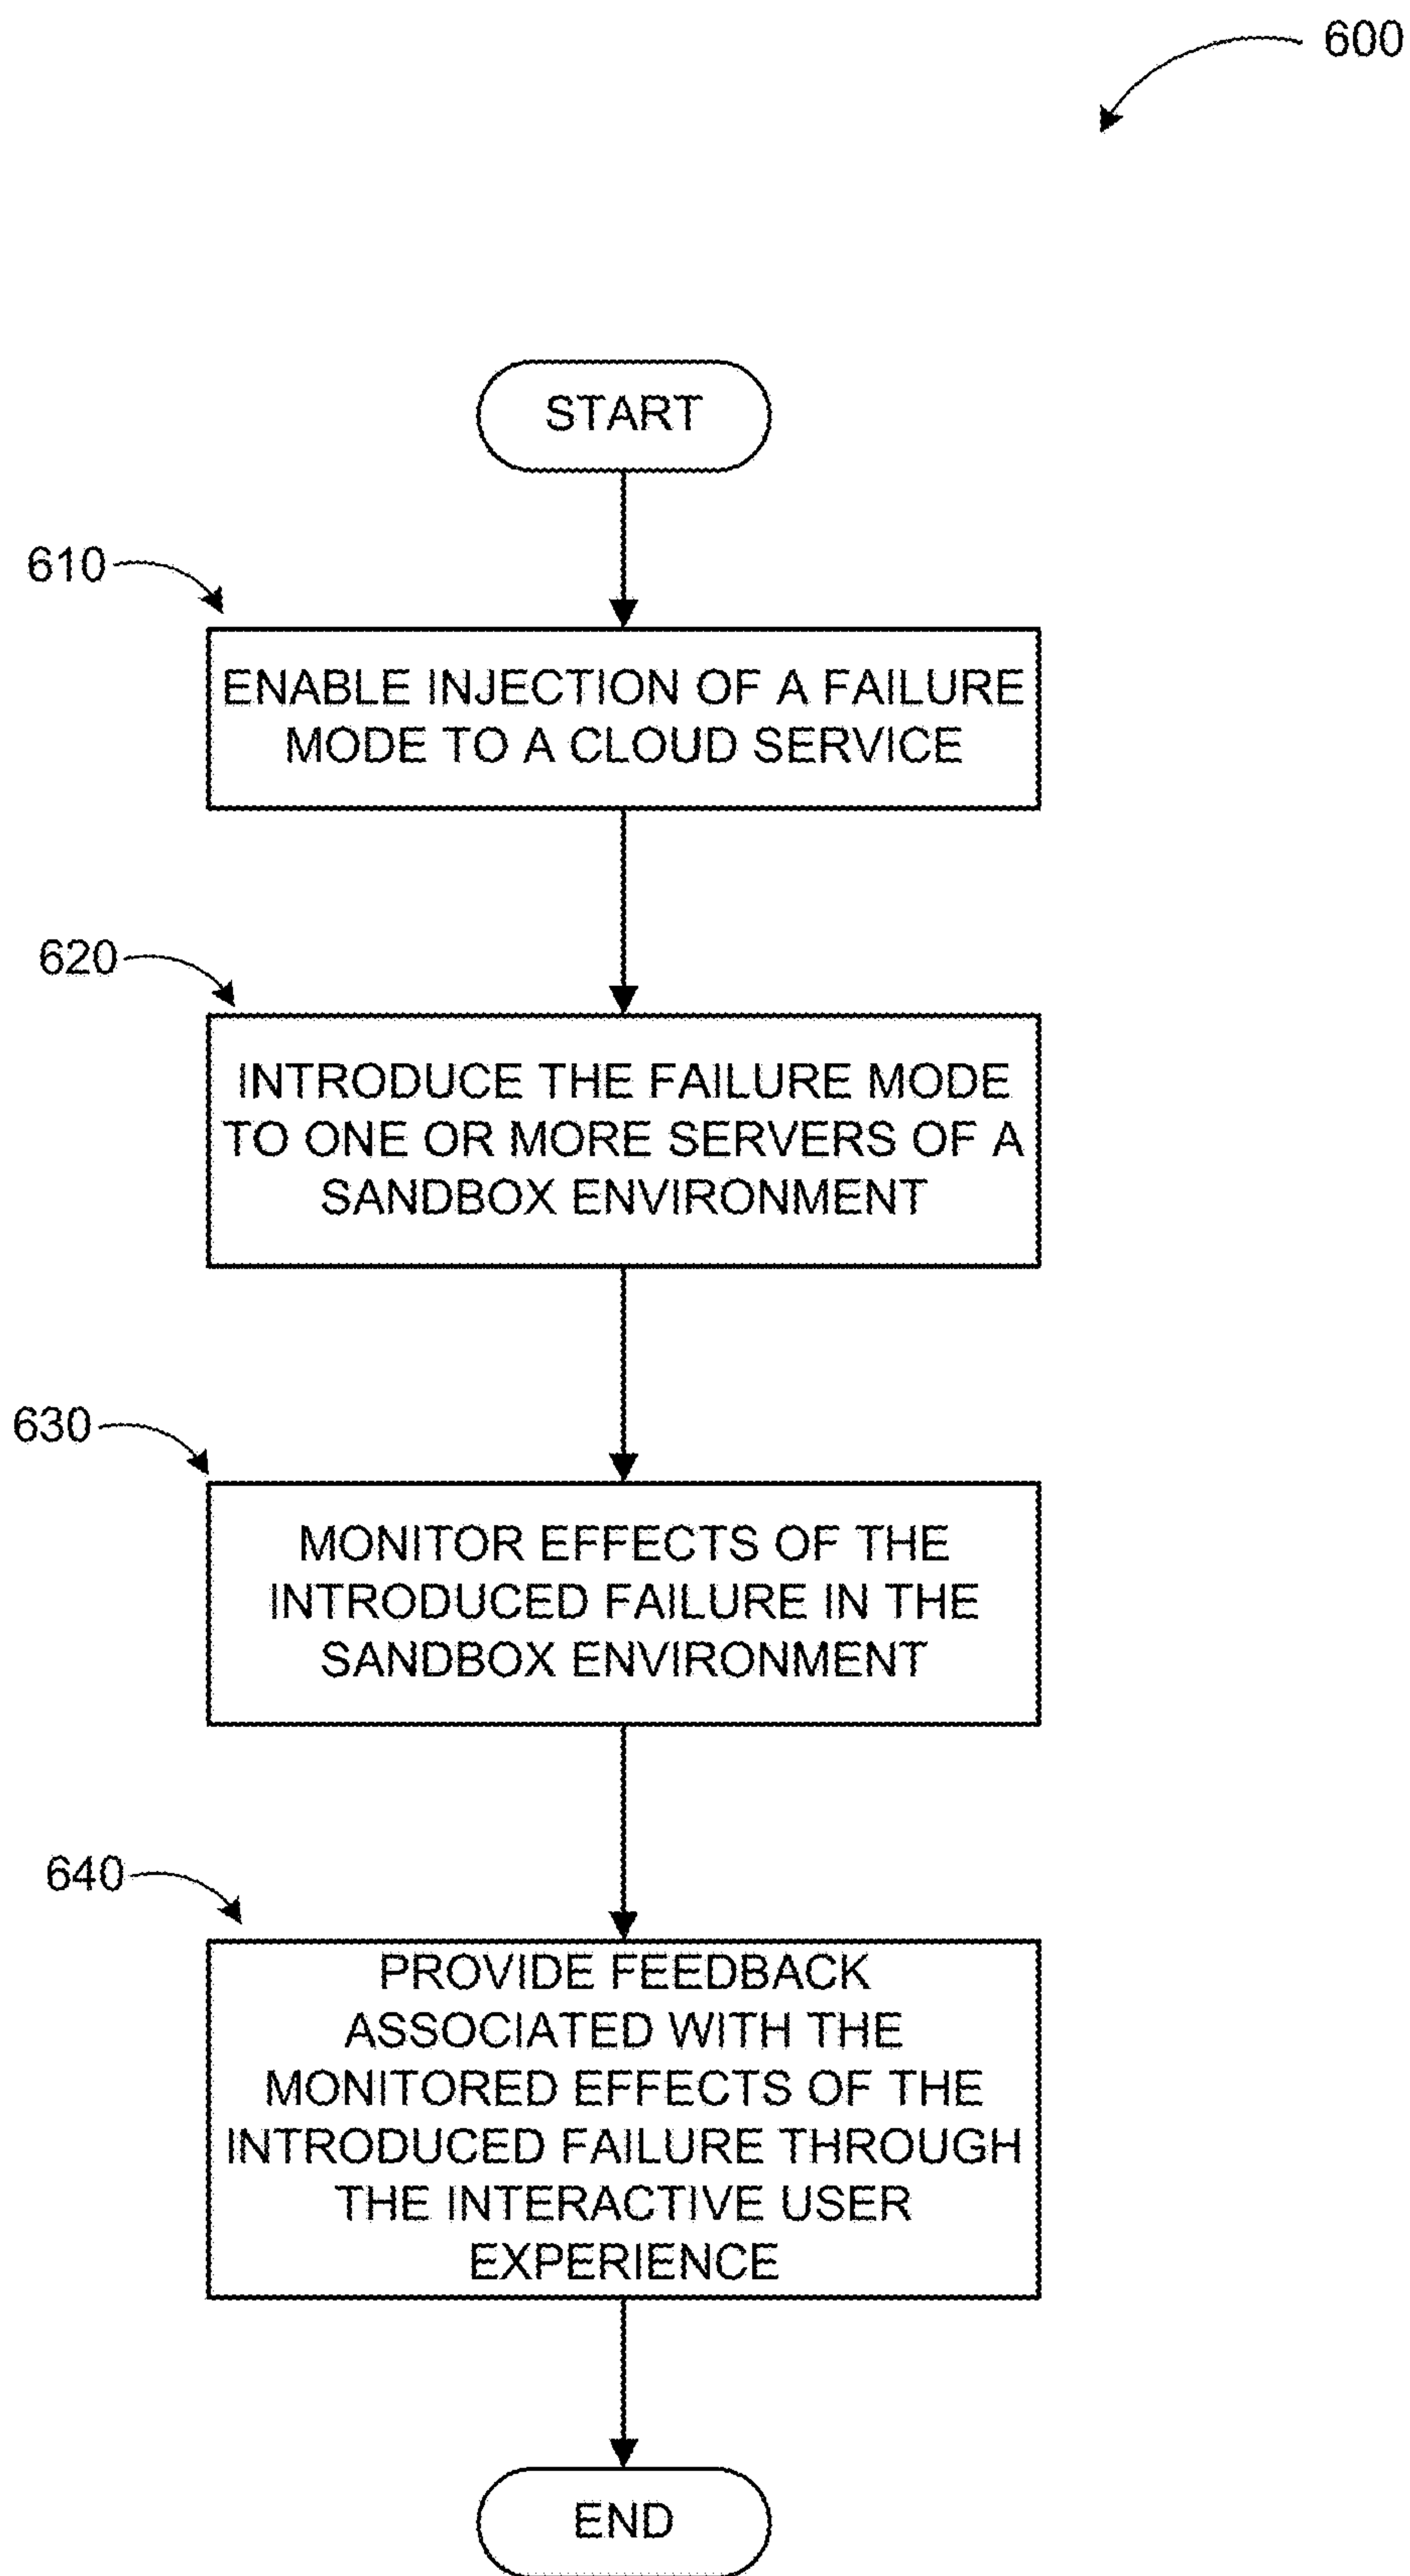 600
START
610
ENABLE INJECTION OF A FAILURE
MODE TO A CLOUD SERVICE
620
INTRODUCE THE FAILURE MODE
TO ONE OR MORE SERVERS OF A
SANDBOX ENVIRONMENT
630
MONITOR EFFECTS OF THE
INTRODUCED FAILURE IN THE
SANDBOX ENVIRONMENT
640
PROVIDE FEEDBACK
ASSOCIATED WITH THE
MONITORED EFFECTS OF THE
INTRODUCED FAILURE THROUGH
THE INTERACTIVE USER
EXPERIENCE
END